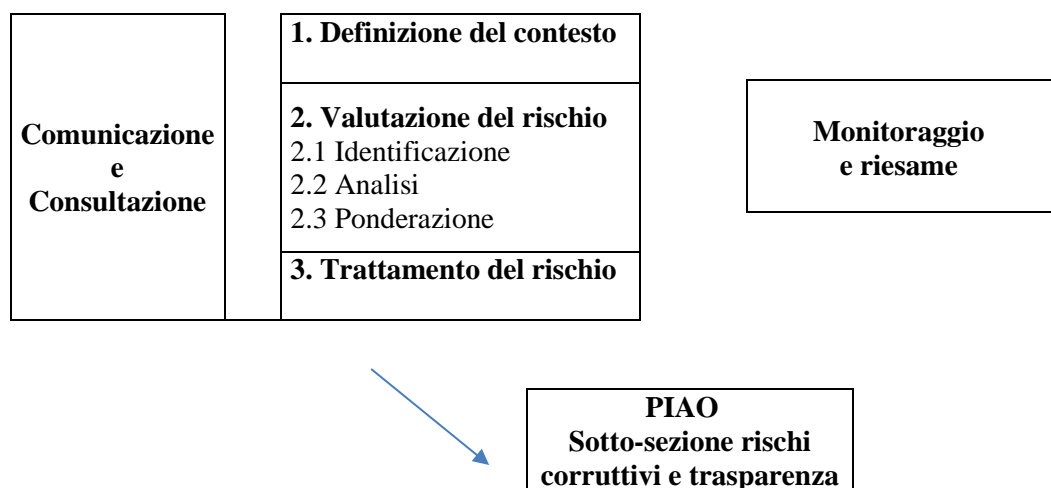 Comunicazione
e
Consultazione
1. Definizione del contesto
2. Valutazione del rischio
2.1 Identificazione
2.2 Analisi
2.3 Ponderazione
3. Trattamento del rischio
Monitoraggio
e riesame
PIAO
Sotto-sezione rischi
corruttivi e trasparenza